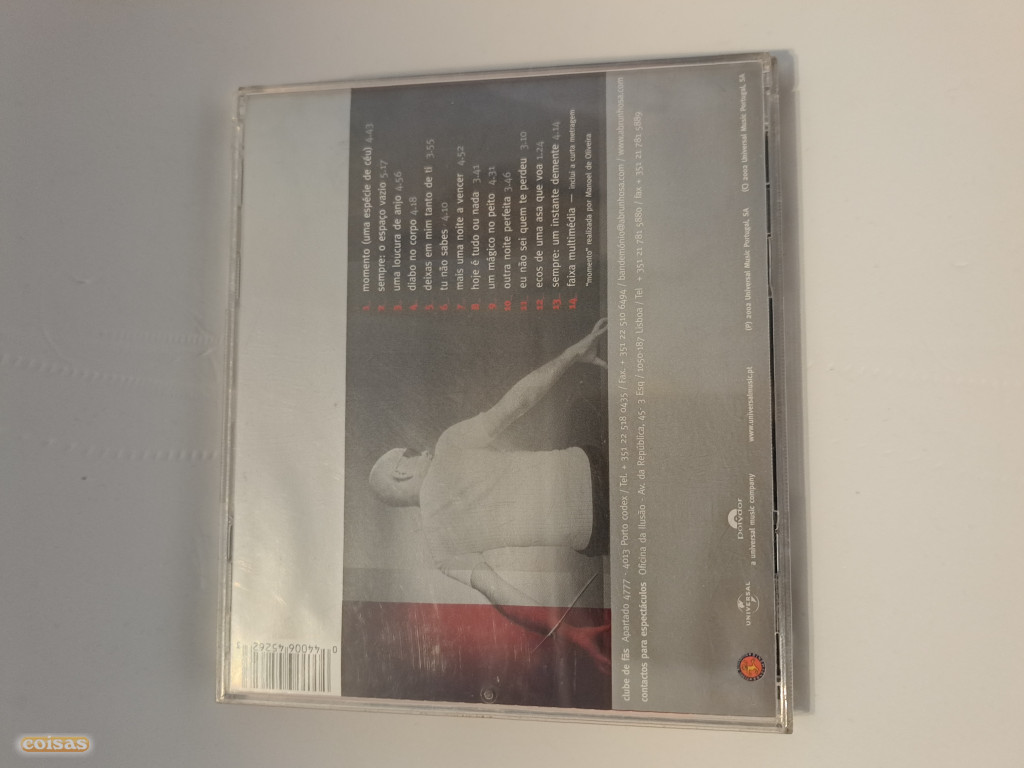 1. momento (uma espécie de céu) 4.43
2. sempre: o espaço vazio 5.17
3. uma loucura de anjo 4.56
4. diabo no corpo 4.18
5. deixas em mim tanto de ti 3.55
6. tu não sabes 4.10
7. mais uma noite a vencer 4.52
8. hoje é tudo ou nada 3.41
9. um mágico no peito 4.31
10. outra noite perfeita 3.46
11. eu não sei quem te perdeu 3.10
12. ecos de uma asa que voa 1.24
13. sempre: um instante demente 4.14
14. faixa multimédia — inclui a curta metragem
"momento" realizada por Manoel de Oliveira
clube de fãs Apartado 4777 - 4013 Porto codex / Tel. + 351 22 518 0435 / Fax. + 351 22 510 6494 / bandemónio@abrunhosa.com / www.abrunhosa.com
contactos para espectáculos Oficina da Ilusão - Av. da República, 45- 3 Esq / 1050-187 Lisboa / Tel + 351 21 781 5880 / fax + 351 21 781 5889
UNIVERSAL
polydor
a universal music company
www.universalmusic.pt
(P) 2002 Universal Music Portugal, SA
(C) 2002 Universal Music Portugal, SA
coisas